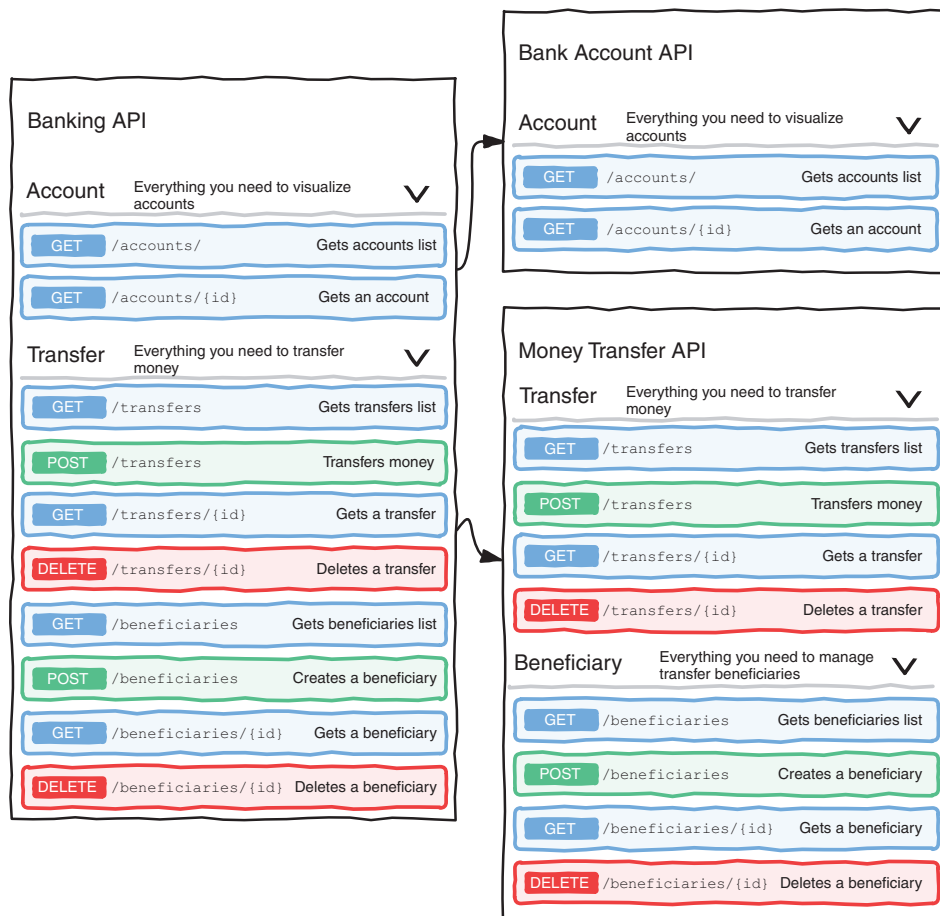 Banking API
Account Everything you need to visualize
accounts
GET /accounts/ Gets accounts list
GET /accounts/{id} Gets an account
Transfer Everything you need to transfer
money
GET /transfers Gets transfers list
POST /transfers Transfers money
GET /transfers/{id} Gets a transfer
DELETE /transfers/{id} Deletes a transfer
GET /beneficiaries Gets beneficiaries list
POST /beneficiaries Creates a beneficiary
GET /beneficiaries/{id} Gets a beneficiary
DELETE /beneficiaries/{id} Deletes a beneficiary
Bank Account API
Account Everything you need to visualize
accounts
GET /accounts/ Gets accounts list
GET /accounts/{id} Gets an account
Money Transfer API
Transfer Everything you need to transfer
money
GET /transfers Gets transfers list
POST /transfers Transfers money
GET /transfers/{id} Gets a transfer
DELETE /transfers/{id} Deletes a transfer
Beneficiary Everything you need to manage
transfer beneficiaries
GET /beneficiaries Gets beneficiaries list
POST /beneficiaries Creates a beneficiary
GET /beneficiaries/{id} Gets a beneficiary
DELETE /beneficiaries/{id} Deletes a beneficiary